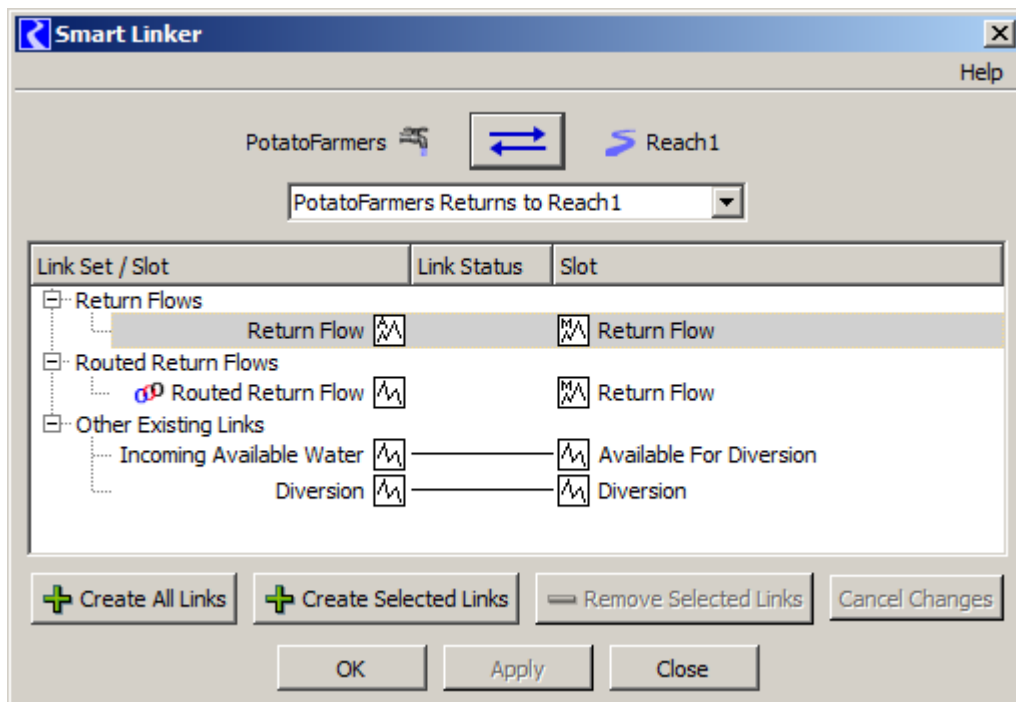 Smart Linker
Help
PotatoFarmers Reach1
PotatoFarmers Returns to Reach1
Link Set / Slot Link Status Slot
Return Flows
Return Flow Return Flow
Routed Return Flows
Routed Return Flow Return Flow
Other Existing Links
Incoming Available Water Available For Diversion
Diversion Diversion
Create All Links Create Selected Links Remove Selected Links Cancel Changes
OK Apply Close